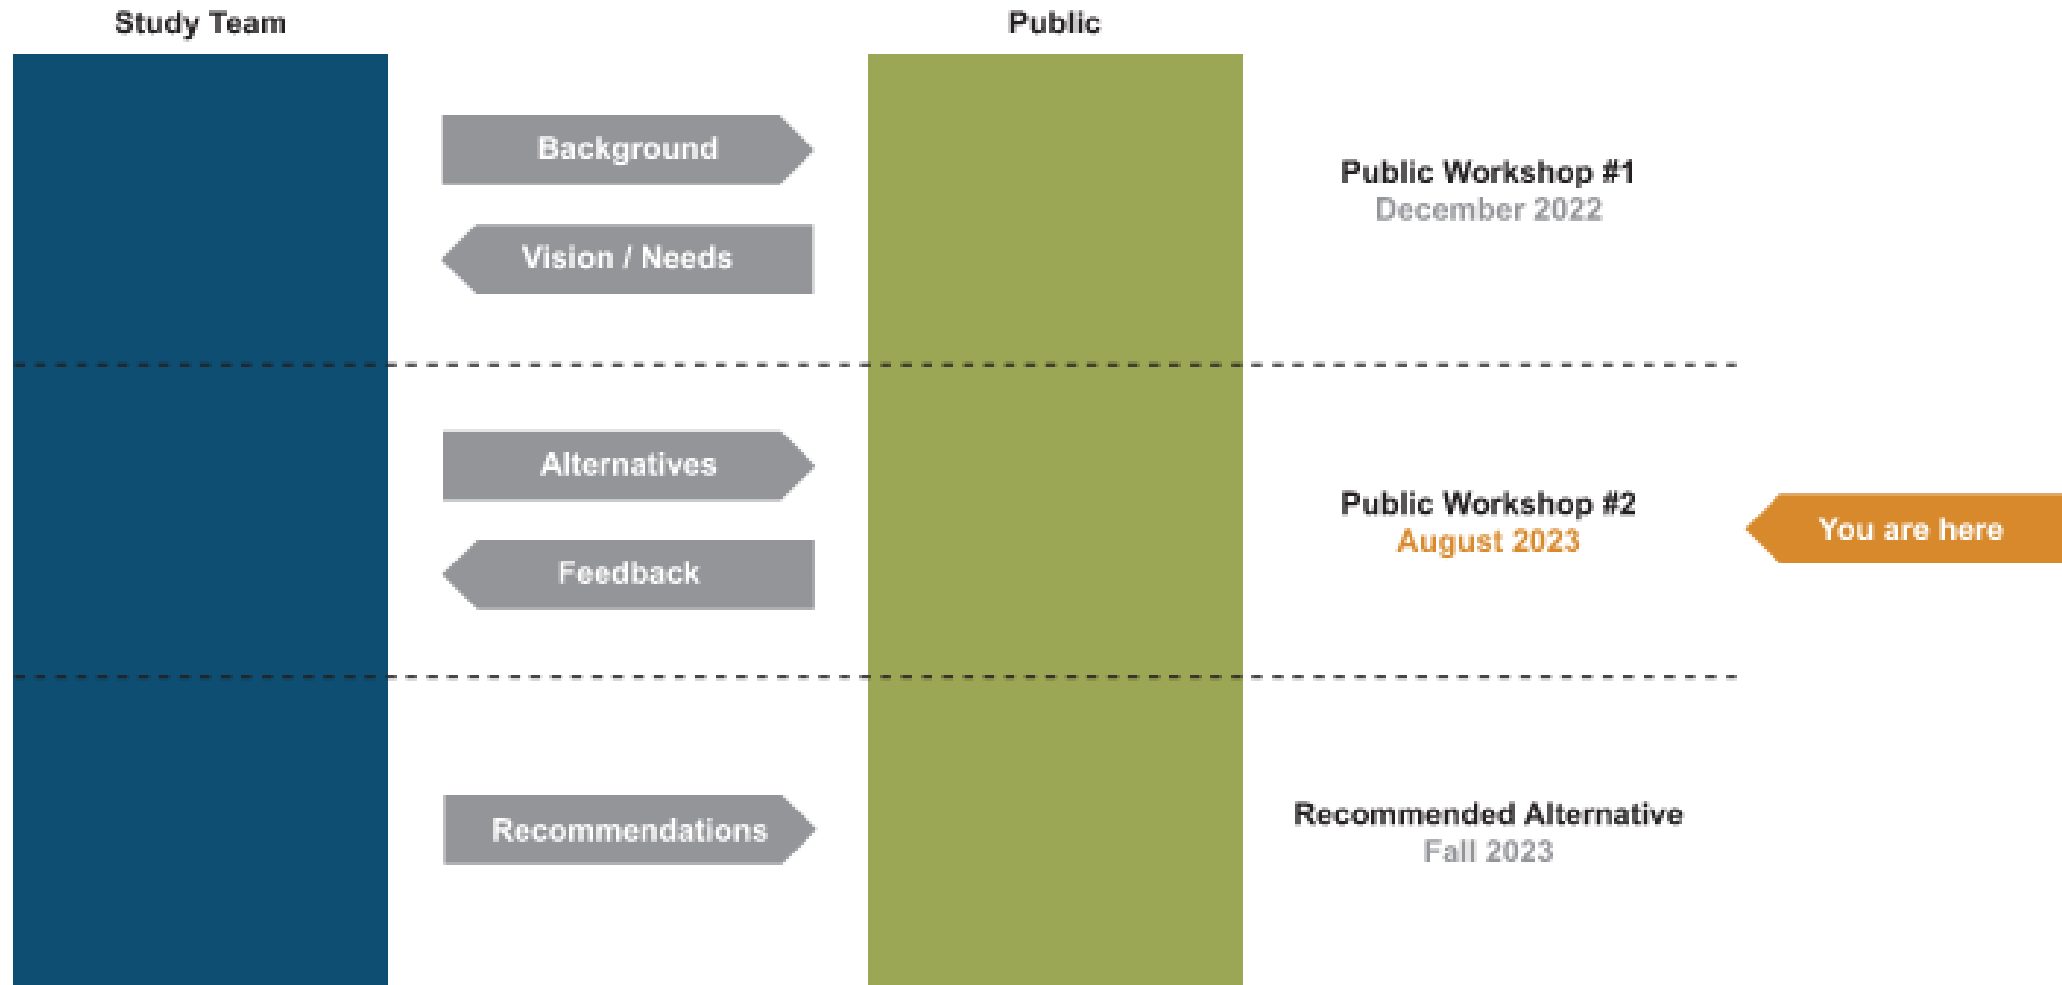 Study Team
Public
Background
Vision / Needs
Public Workshop #1
December 2022
Alternatives
Feedback
Public Workshop #2
August 2023
You are here
Recommendations
Recommended Alternative
Fall 2023